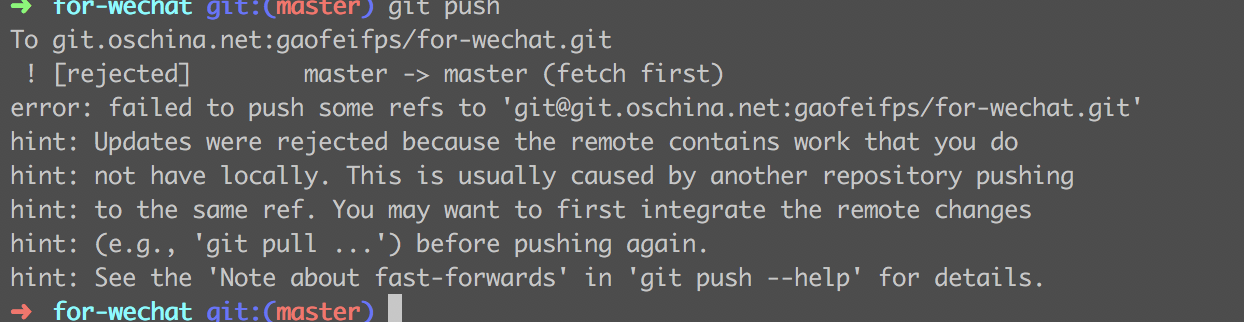 ➜ for-wechat git:(master) git push
To git.oschina.net:gaofeifps/for-wechat.git
! [rejected] master -> master (fetch first)
error: failed to push some refs to 'git@git.oschina.net:gaofeifps/for-wechat.git'
hint: Updates were rejected because the remote contains work that you do
hint: not have locally. This is usually caused by another repository pushing
hint: to the same ref. You may want to first integrate the remote changes
hint: (e.g., 'git pull ...') before pushing again.
hint: See the 'Note about fast-forwards' in 'git push --help' for details.
➜ for-wechat git:(master)